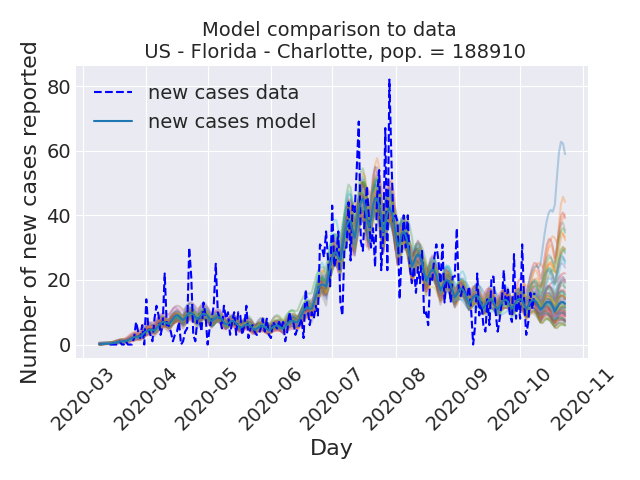 Model comparison to data
US - Florida - Charlotte, pop. = 188910
Number of new cases reported
80
60
40
20
0
new cases data
new cases model
2020-03
2020-04
2020-05
2020-06
2020-07
2020-08
2020-09
2020-10
2020-11
Day